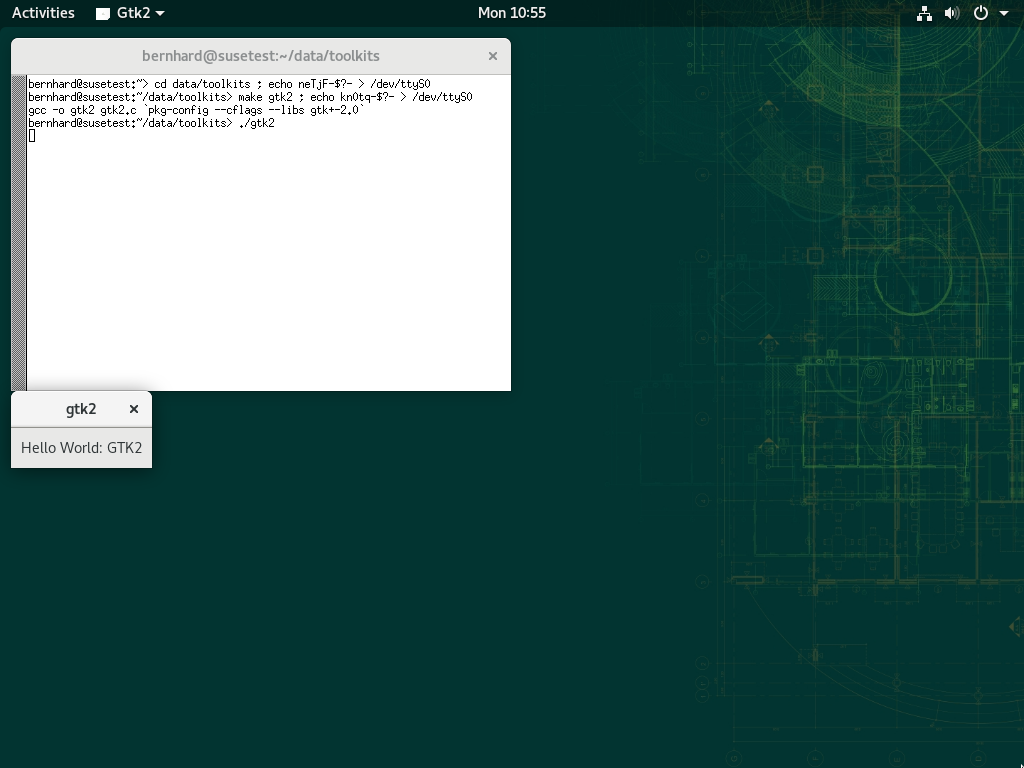 Activities Gtk2 Mon 10:55
bernhard@susetest:~/data/toolkits
bernhard@susetest:~> cd data/toolkits ; echo neTjF-$?- > /dev/ttyS0
bernhard@susetest:~/data/toolkits> make gtk2 ; echo kn0tq-$?- > /dev/ttyS0
gcc -o gtk2 gtk2.c `pkg-config --cflags --libs gtk+-2.0`
bernhard@susetest:~/data/toolkits> ./gtk2
gtk2
Hello World: GTK2